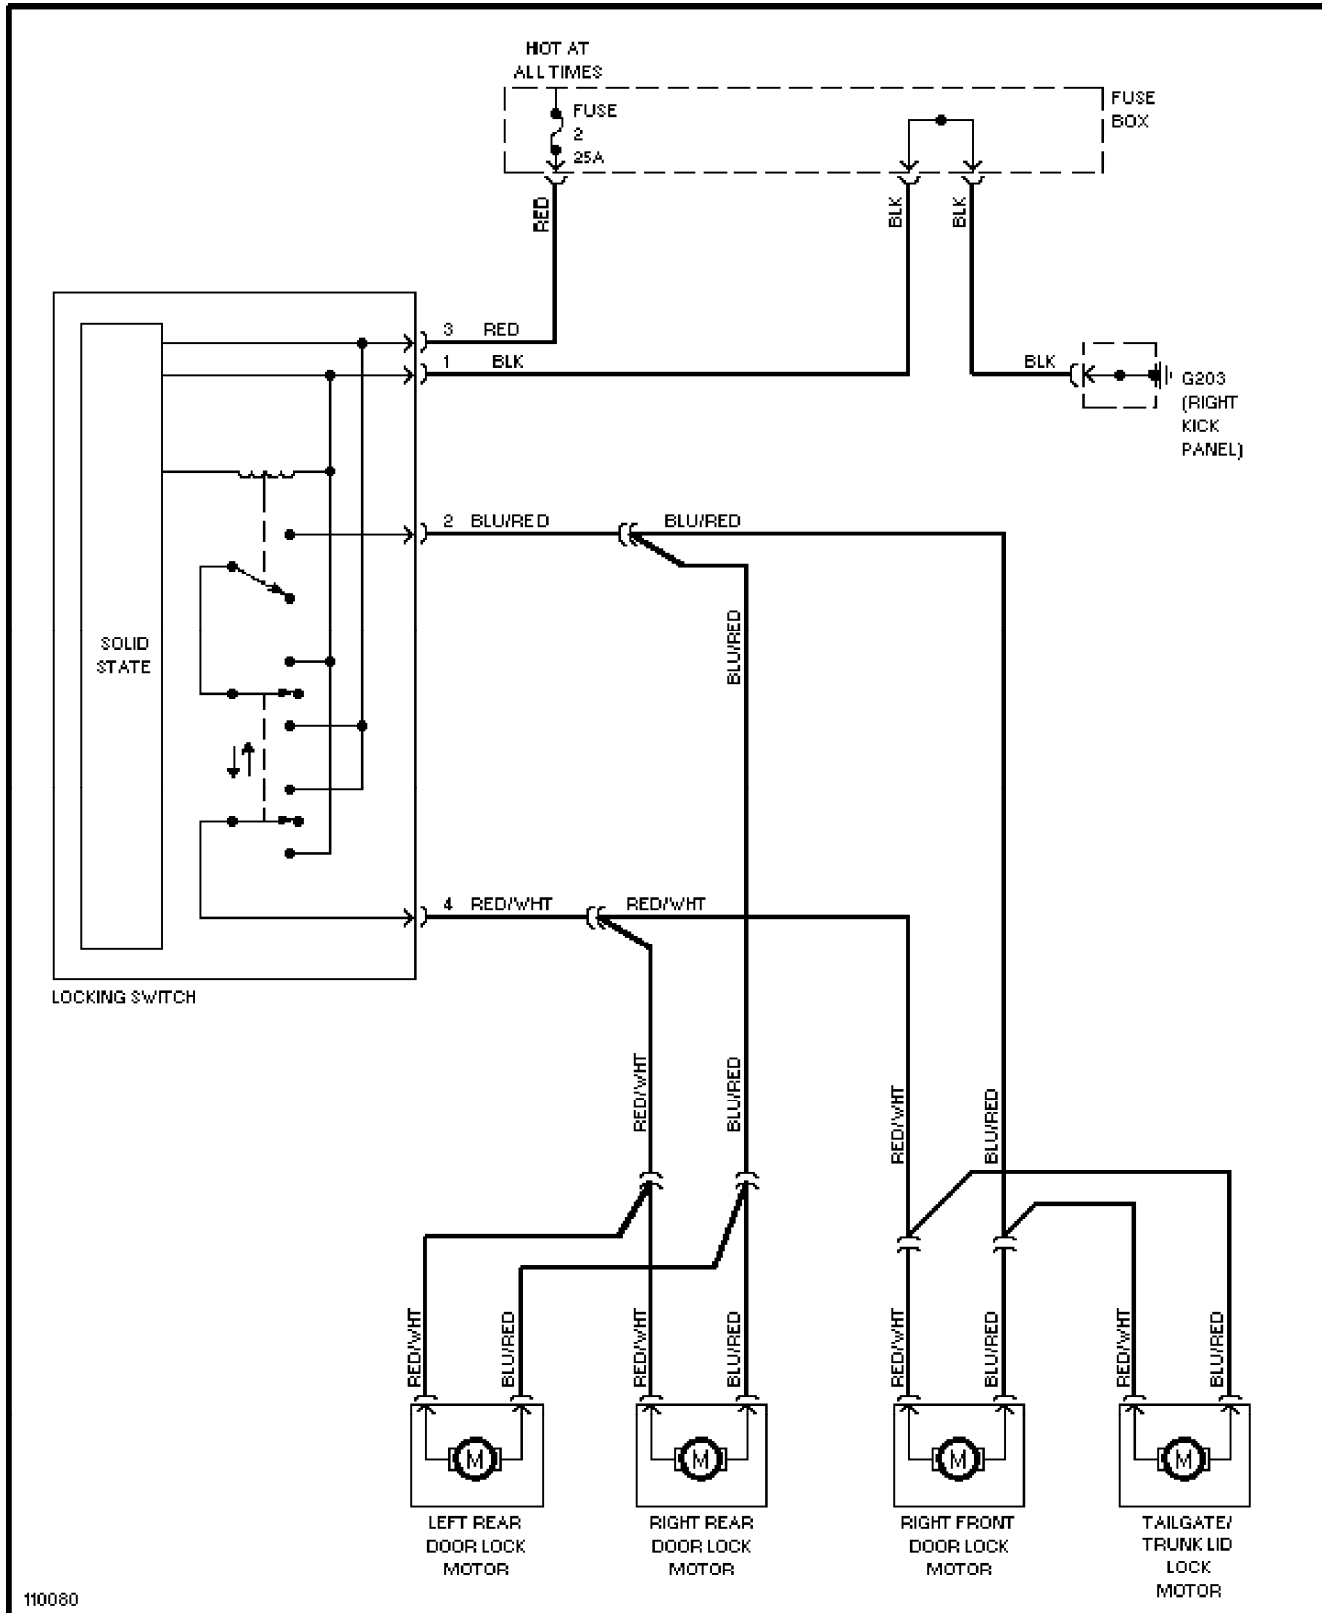 HOT AT
ALL TIMES
FUSE
2
25A
FUSE
BOX
RED
BLK
BLK
3 RED
1 BLK
BLK
G203
(RIGHT
KICK
PANEL)
2 BLU/RED
BLU/RED
BLU/RED
SOLID
STATE
4 RED/WHT
RED/WHT
LOCKING SWITCH
RED/WHT
BLU/RED
RED/WHT
BLU/RED
RED/WHT
BLU/RED
RED/WHT
BLU/RED
RED/WHT
BLU/RED
RED/WHT
BLU/RED
M
M
M
M
LEFT REAR
DOOR LOCK
MOTOR
RIGHT REAR
DOOR LOCK
MOTOR
RIGHT FRONT
DOOR LOCK
MOTOR
TAILGATE/
TRUNK LID
LOCK
MOTOR
110080